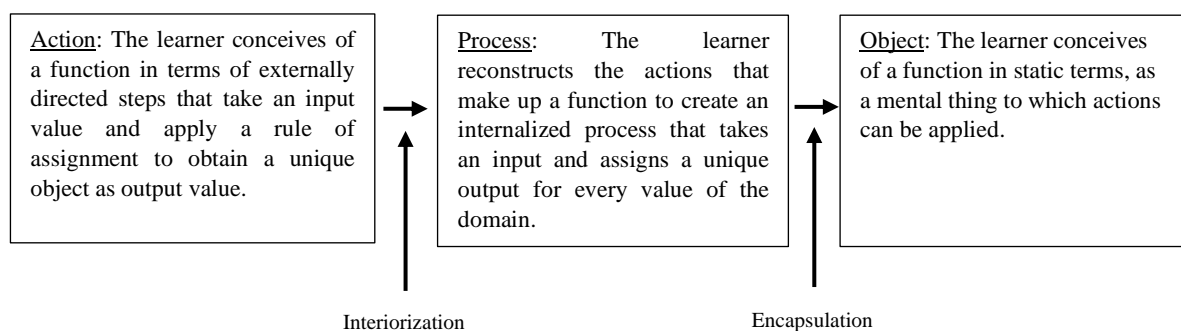 Action: The learner conceives of
a function in terms of externally
directed steps that take an input
value and apply a rule of
assignment to obtain a unique
object as output value.
Process: The learner
reconstructs the actions that
make up a function to create an
internalized process that takes
an input and assigns a unique
output for every value of the
domain.
Object: The learner conceives
of a function in static terms, as
a mental thing to which actions
can be applied.
Interiorization
Encapsulation